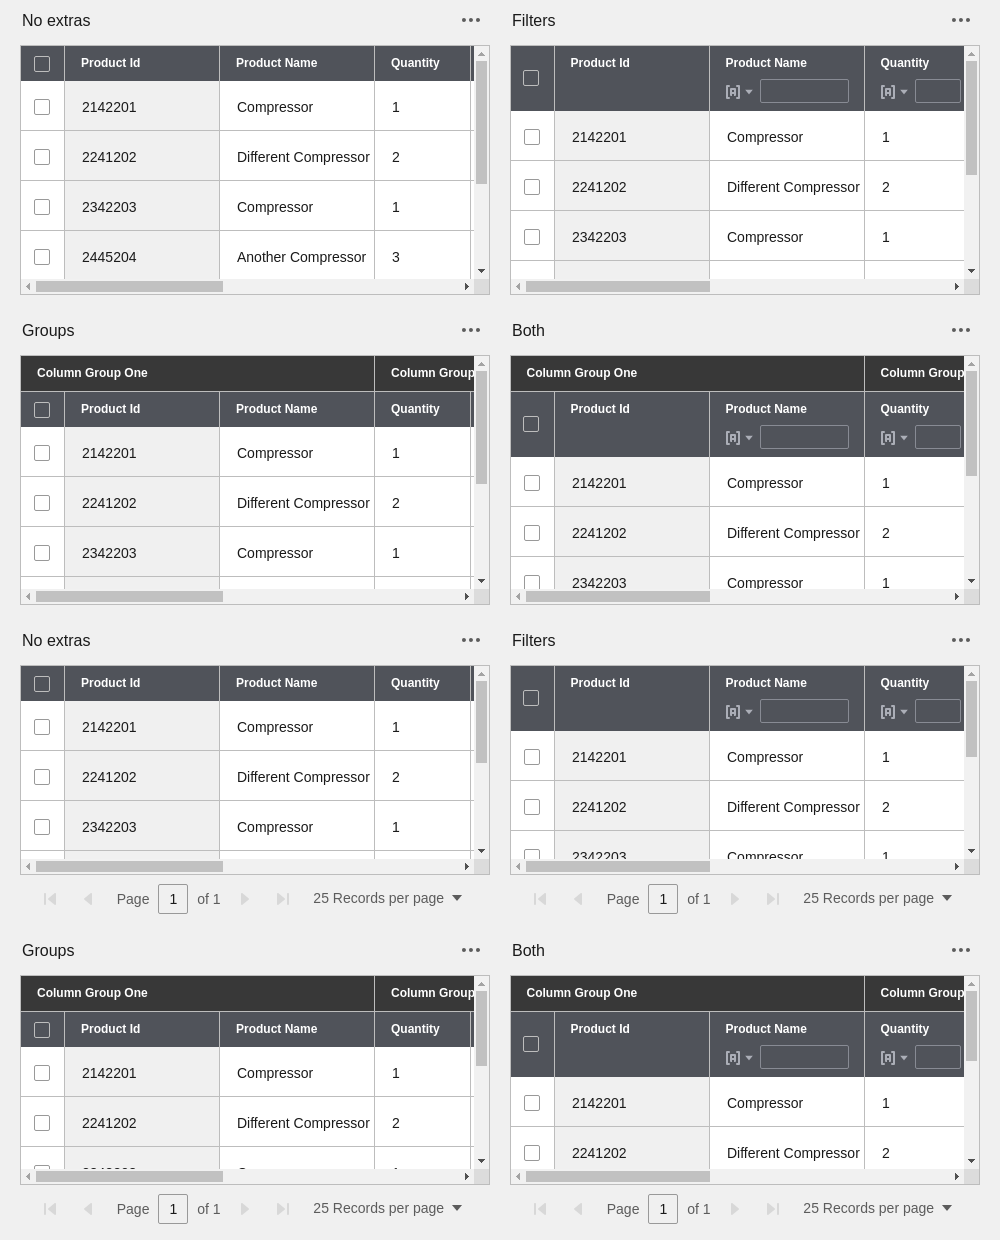 No extras
Product Id Product Name Quantity
2142201 Compressor 1
2241202 Different Compressor 2
2342203 Compressor 1
2445204 Another Compressor 3
Filters
Product Id Product Name Quantity
2142201 Compressor 1
2241202 Different Compressor 2
2342203 Compressor 1
Groups
Column Group One Column Group
Product Id Product Name Quantity
2142201 Compressor 1
2241202 Different Compressor 2
2342203 Compressor 1
Both
Column Group One Column Group
Product Id Product Name Quantity
2142201 Compressor 1
2241202 Different Compressor 2
2342203 Compressor 1
No extras
Product Id Product Name Quantity
2142201 Compressor 1
2241202 Different Compressor 2
2342203 Compressor 1
Page 1 of 1 25 Records per page
Filters
Product Id Product Name Quantity
2142201 Compressor 1
2241202 Different Compressor 2
2342203 Compressor 1
Page 1 of 1 25 Records per page
Groups
Column Group One Column Group
Product Id Product Name Quantity
2142201 Compressor 1
2241202 Different Compressor 2
Page 1 of 1 25 Records per page
Both
Column Group One Column Group
Product Id Product Name Quantity
2142201 Compressor 1
2241202 Different Compressor 2
Page 1 of 1 25 Records per page